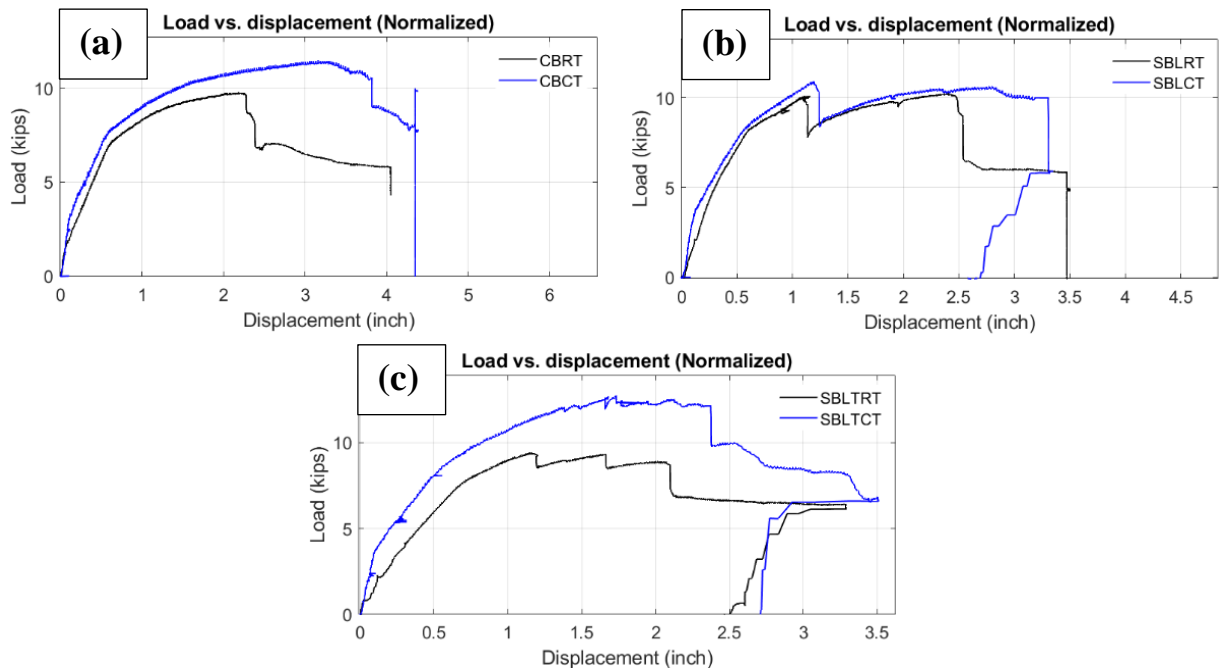 (a)
Load vs. displacement (Normalized)
CBRT
CBCT
10
5
0
Load (kips)
0 1 2 3 4 5 6
Displacement (inch)
(b)
Load vs. displacement (Normalized)
SBLRT
SBLCT
10
5
0
Load (kips)
0 0.5 1 1.5 2 2.5 3 3.5 4 4.5
Displacement (inch)
(c)
Load vs. displacement (Normalized)
SBLTRT
SBLTCT
10
5
0
Load (kips)
0 0.5 1 1.5 2 2.5 3 3.5
Displacement (inch)